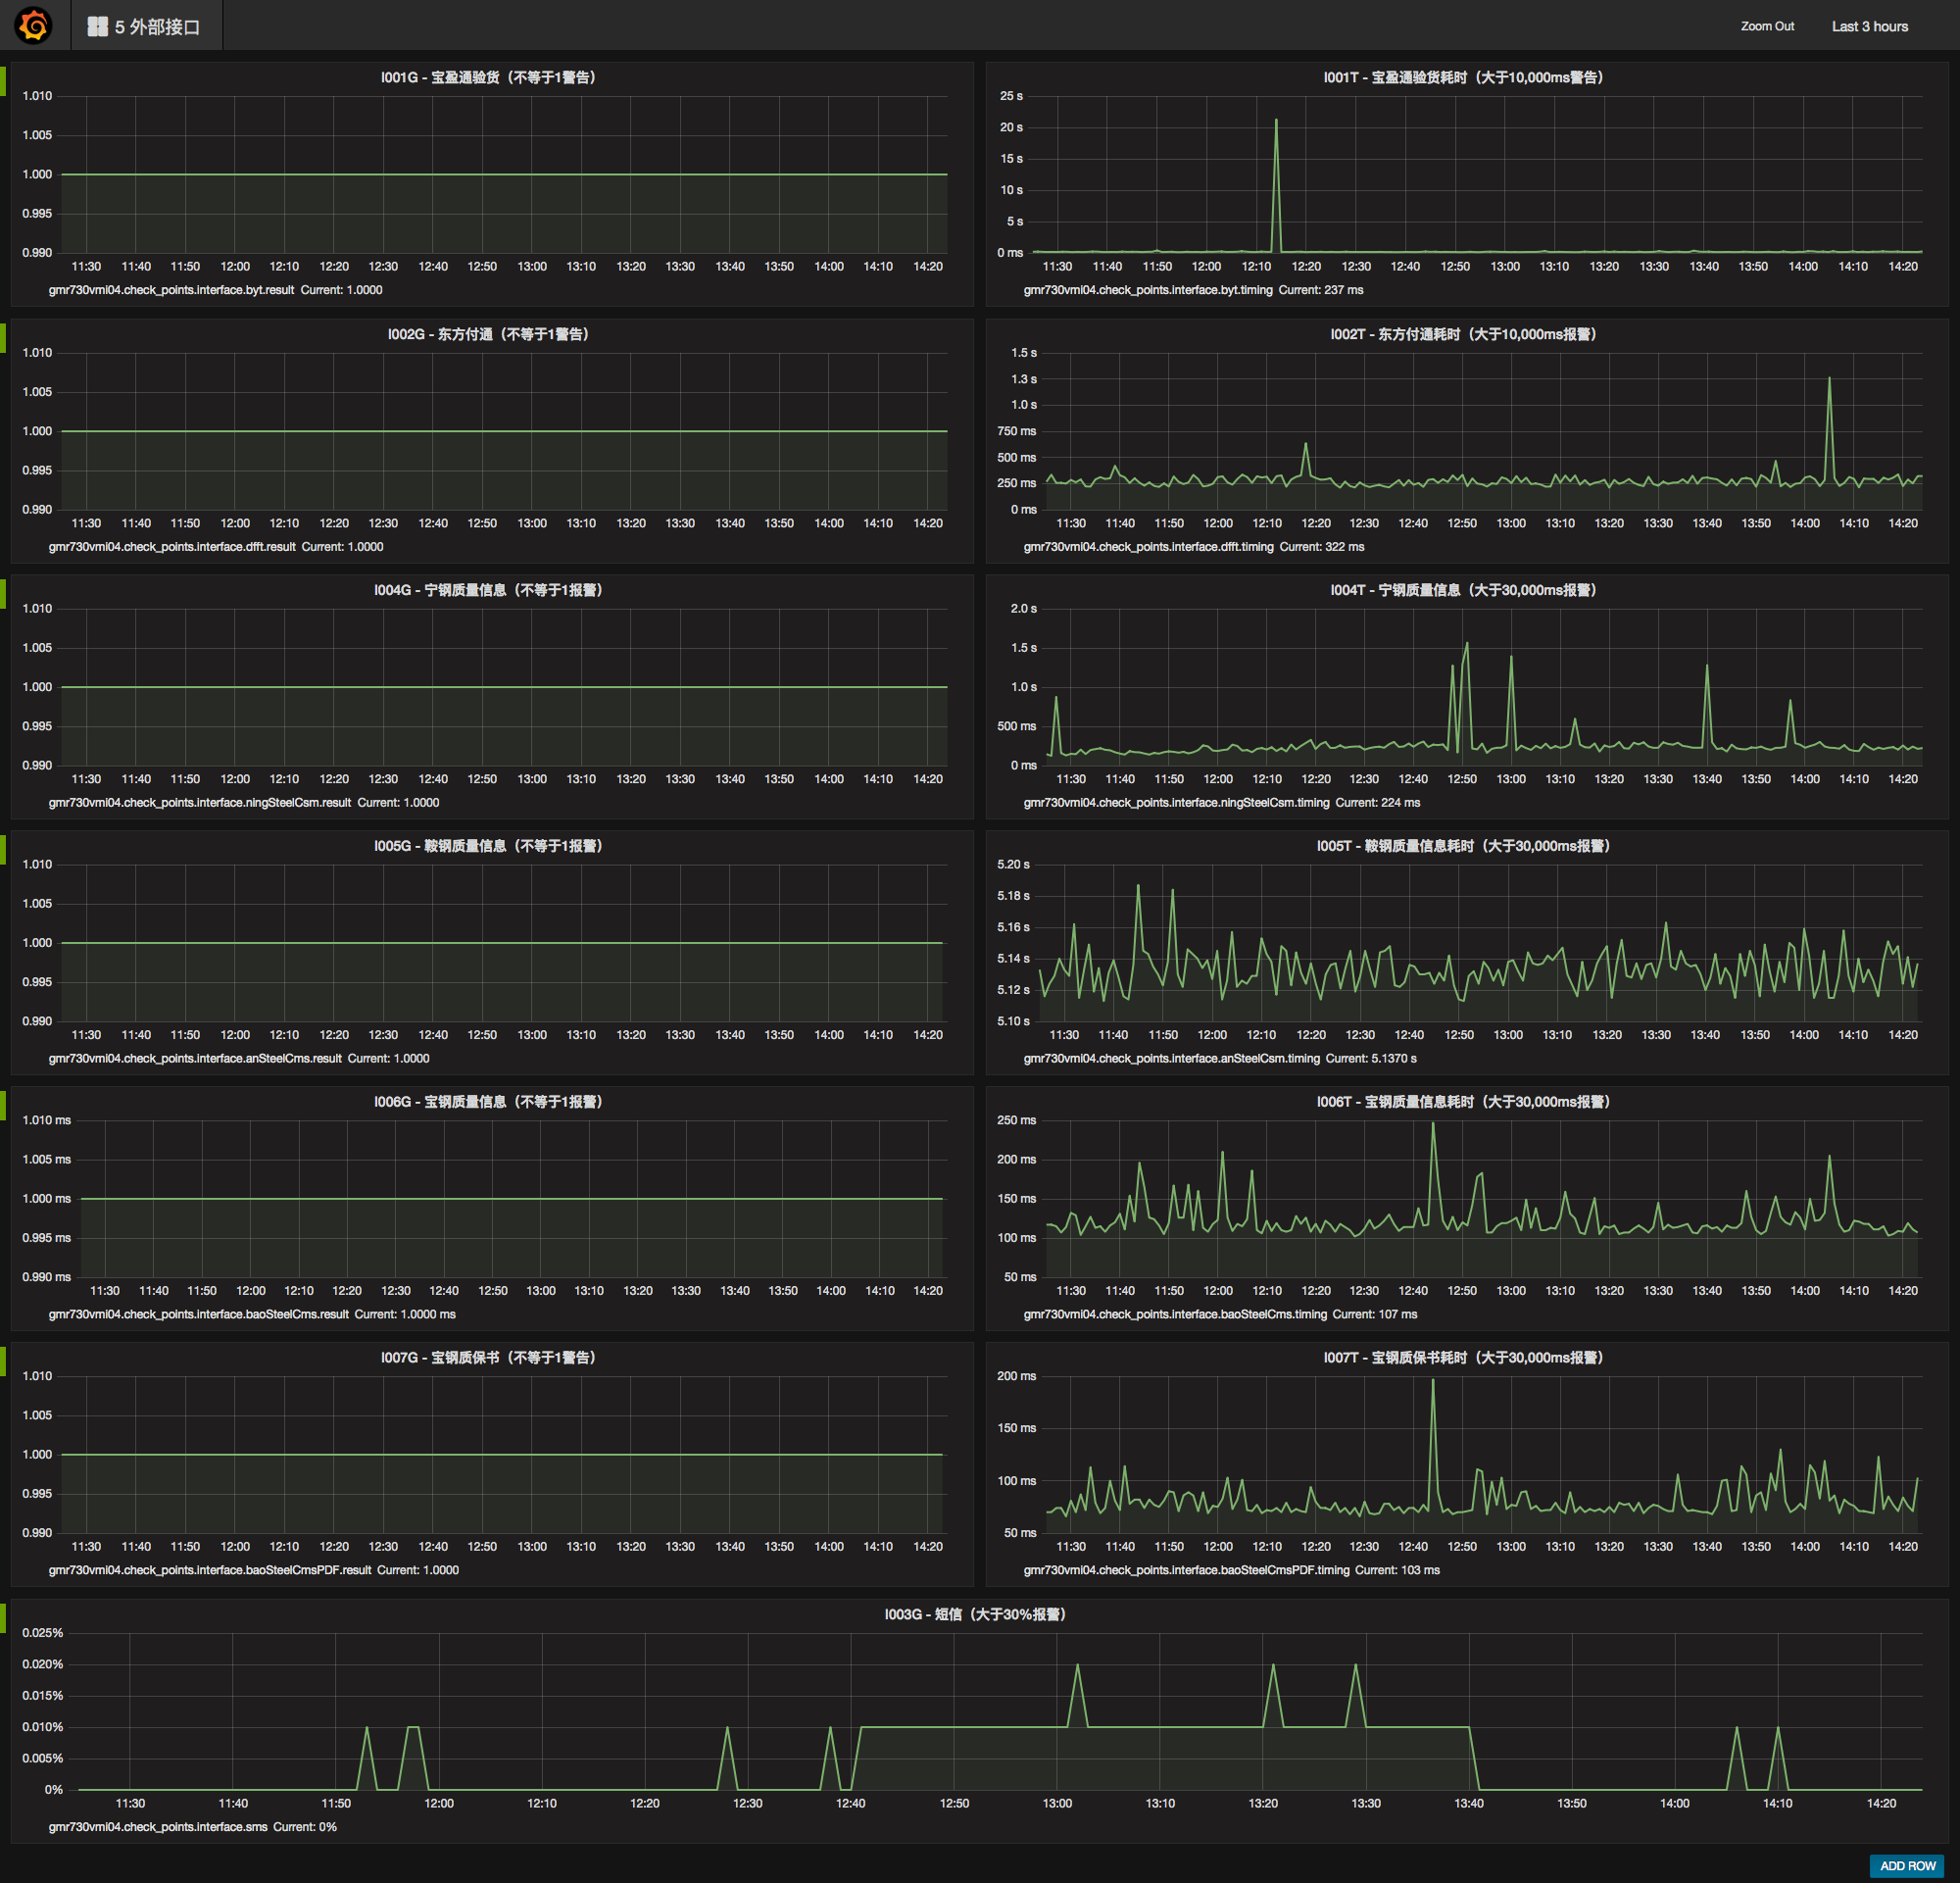 5 外部接口
Zoom Out Last 3 hours
I001G - 宝盈通验货（不等于1警告）
1.010
1.005
1.000
0.995
0.990
11:30 11:40 11:50 12:00 12:10 12:20 12:30 12:40 12:50 13:00 13:10 13:20 13:30 13:40 13:50 14:00 14:10 14:20
gmr730vmi04.check_points.interface.byt.result Current: 1.0000
I001T - 宝盈通验货耗时（大于10,000ms警告）
25 s
20 s
15 s
10 s
5 s
0 ms
11:30 11:40 11:50 12:00 12:10 12:20 12:30 12:40 12:50 13:00 13:10 13:20 13:30 13:40 13:50 14:00 14:10 14:20
gmr730vmi04.check_points.interface.byt.timing Current: 237 ms
I002G - 东方付通（不等于1警告）
1.010
1.005
1.000
0.995
0.990
11:30 11:40 11:50 12:00 12:10 12:20 12:30 12:40 12:50 13:00 13:10 13:20 13:30 13:40 13:50 14:00 14:10 14:20
gmr730vmi04.check_points.interface.dfft.result Current: 1.0000
I002T - 东方付通耗时（大于10,000ms报警）
1.5 s
1.3 s
1.0 s
750 ms
500 ms
250 ms
0 ms
11:30 11:40 11:50 12:00 12:10 12:20 12:30 12:40 12:50 13:00 13:10 13:20 13:30 13:40 13:50 14:00 14:10 14:20
gmr730vmi04.check_points.interface.dfft.timing Current: 322 ms
I004G - 宁钢质量信息（不等于1报警）
1.010
1.005
1.000
0.995
0.990
11:30 11:40 11:50 12:00 12:10 12:20 12:30 12:40 12:50 13:00 13:10 13:20 13:30 13:40 13:50 14:00 14:10 14:20
gmr730vmi04.check_points.interface.ningSteelCsm.result Current: 1.0000
I004T - 宁钢质量信息（大于30,000ms报警）
2.0 s
1.5 s
1.0 s
500 ms
0 ms
11:30 11:40 11:50 12:00 12:10 12:20 12:30 12:40 12:50 13:00 13:10 13:20 13:30 13:40 13:50 14:00 14:10 14:20
gmr730vmi04.check_points.interface.ningSteelCsm.timing Current: 224 ms
I005G - 鞍钢质量信息（不等于1报警）
1.010
1.005
1.000
0.995
0.990
11:30 11:40 11:50 12:00 12:10 12:20 12:30 12:40 12:50 13:00 13:10 13:20 13:30 13:40 13:50 14:00 14:10 14:20
gmr730vmi04.check_points.interface.anSteelCms.result Current: 1.0000
I005T - 鞍钢质量信息耗时（大于30,000ms报警）
5.20 s
5.18 s
5.16 s
5.14 s
5.12 s
5.10 s
11:30 11:40 11:50 12:00 12:10 12:20 12:30 12:40 12:50 13:00 13:10 13:20 13:30 13:40 13:50 14:00 14:10 14:20
gmr730vmi04.check_points.interface.anSteelCsm.timing Current: 5.1370 s
I006G - 宝钢质量信息（不等于1报警）
1.010 ms
1.005 ms
1.000 ms
0.995 ms
0.990 ms
11:30 11:40 11:50 12:00 12:10 12:20 12:30 12:40 12:50 13:00 13:10 13:20 13:30 13:40 13:50 14:00 14:10 14:20
gmr730vmi04.check_points.interface.baoSteelCms.result Current: 1.0000 ms
I006T - 宝钢质量信息耗时（大于30,000ms报警）
250 ms
200 ms
150 ms
100 ms
50 ms
11:30 11:40 11:50 12:00 12:10 12:20 12:30 12:40 12:50 13:00 13:10 13:20 13:30 13:40 13:50 14:00 14:10 14:20
gmr730vmi04.check_points.interface.baoSteelCms.timing Current: 107 ms
I007G - 宝钢质保书（不等于1警告）
1.010
1.005
1.000
0.995
0.990
11:30 11:40 11:50 12:00 12:10 12:20 12:30 12:40 12:50 13:00 13:10 13:20 13:30 13:40 13:50 14:00 14:10 14:20
gmr730vmi04.check_points.interface.baoSteelCmsPDF.result Current: 1.0000
I007T - 宝钢质保书耗时（大于30,000ms报警）
200 ms
150 ms
100 ms
50 ms
11:30 11:40 11:50 12:00 12:10 12:20 12:30 12:40 12:50 13:00 13:10 13:20 13:30 13:40 13:50 14:00 14:10 14:20
gmr730vmi04.check_points.interface.baoSteelCmsPDF.timing Current: 103 ms
I003G - 短信（大于30%报警）
0.025%
0.020%
0.015%
0.010%
0.005%
0%
11:30 11:40 11:50 12:00 12:10 12:20 12:30 12:40 12:50 13:00 13:10 13:20 13:30 13:40 13:50 14:00 14:10 14:20
gmr730vmi04.check_points.interface.sms Current: 0%
ADD ROW